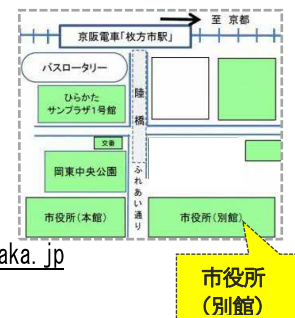 至 京都
京阪電車「枚方市駅」
バスロータリー
ひらかた
サンプラザ1号館
陸橋
交番
岡東中央公園
ふれあい通り
市役所(本館)
市役所(別館)
aka.jp
市役所
(別館)